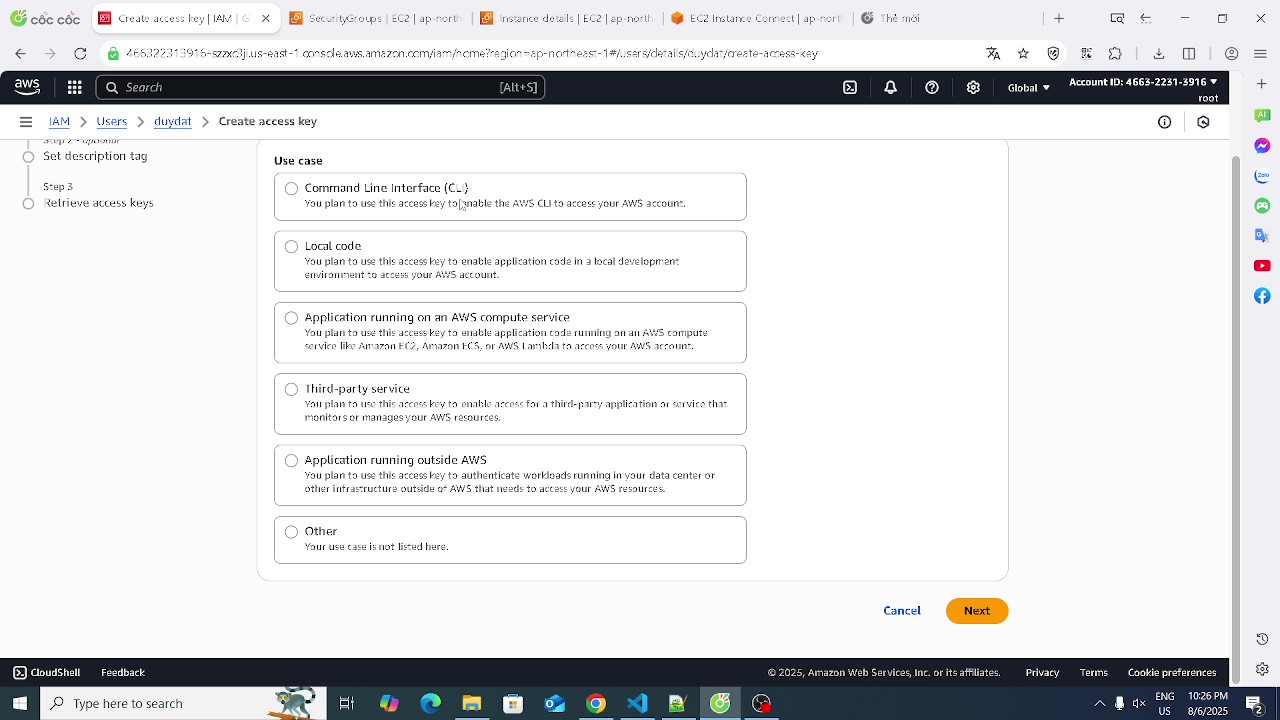 cốc cốc
Create access key | IAM | G
SecurityGroups | EC2 | ap-north
Instance details | EC2 | ap-north
EC2 Instance Connect | ap-north
Thẻ mới
466322313916-szzxc3j.us-east-1.console.aws.amazon.com/iam/home?region=ap-northeast-1#/users/details/duydat/create-access-key
aws
Search
[Alt+S]
Global
Account ID: 4663-2231-3916
root
IAM
Users
duydat
Create access key
Step 2 - optional
Set description tag
Step 3
Retrieve access keys
Use case
Command Line Interface (CLI)
You plan to use this access key to enable the AWS CLI to access your AWS account.
Local code
You plan to use this access key to enable application code in a local development
environment to access your AWS account.
Application running on an AWS compute service
You plan to use this access key to enable application code running on an AWS compute
service like Amazon EC2, Amazon ECS, or AWS Lambda to access your AWS account.
Third-party service
You plan to use this access key to enable access for a third-party application or service that
monitors or manages your AWS resources.
Application running outside AWS
You plan to use this access key to authenticate workloads running in your data center or
other infrastructure outside of AWS that needs to access your AWS resources.
Other
Your use case is not listed here.
Cancel
Next
CloudShell
Feedback
© 2025, Amazon Web Services, Inc. or its affiliates.
Privacy
Terms
Cookie preferences
Type here to search
ENG
US
10:26 PM
8/6/2025
2
AI
Zalo